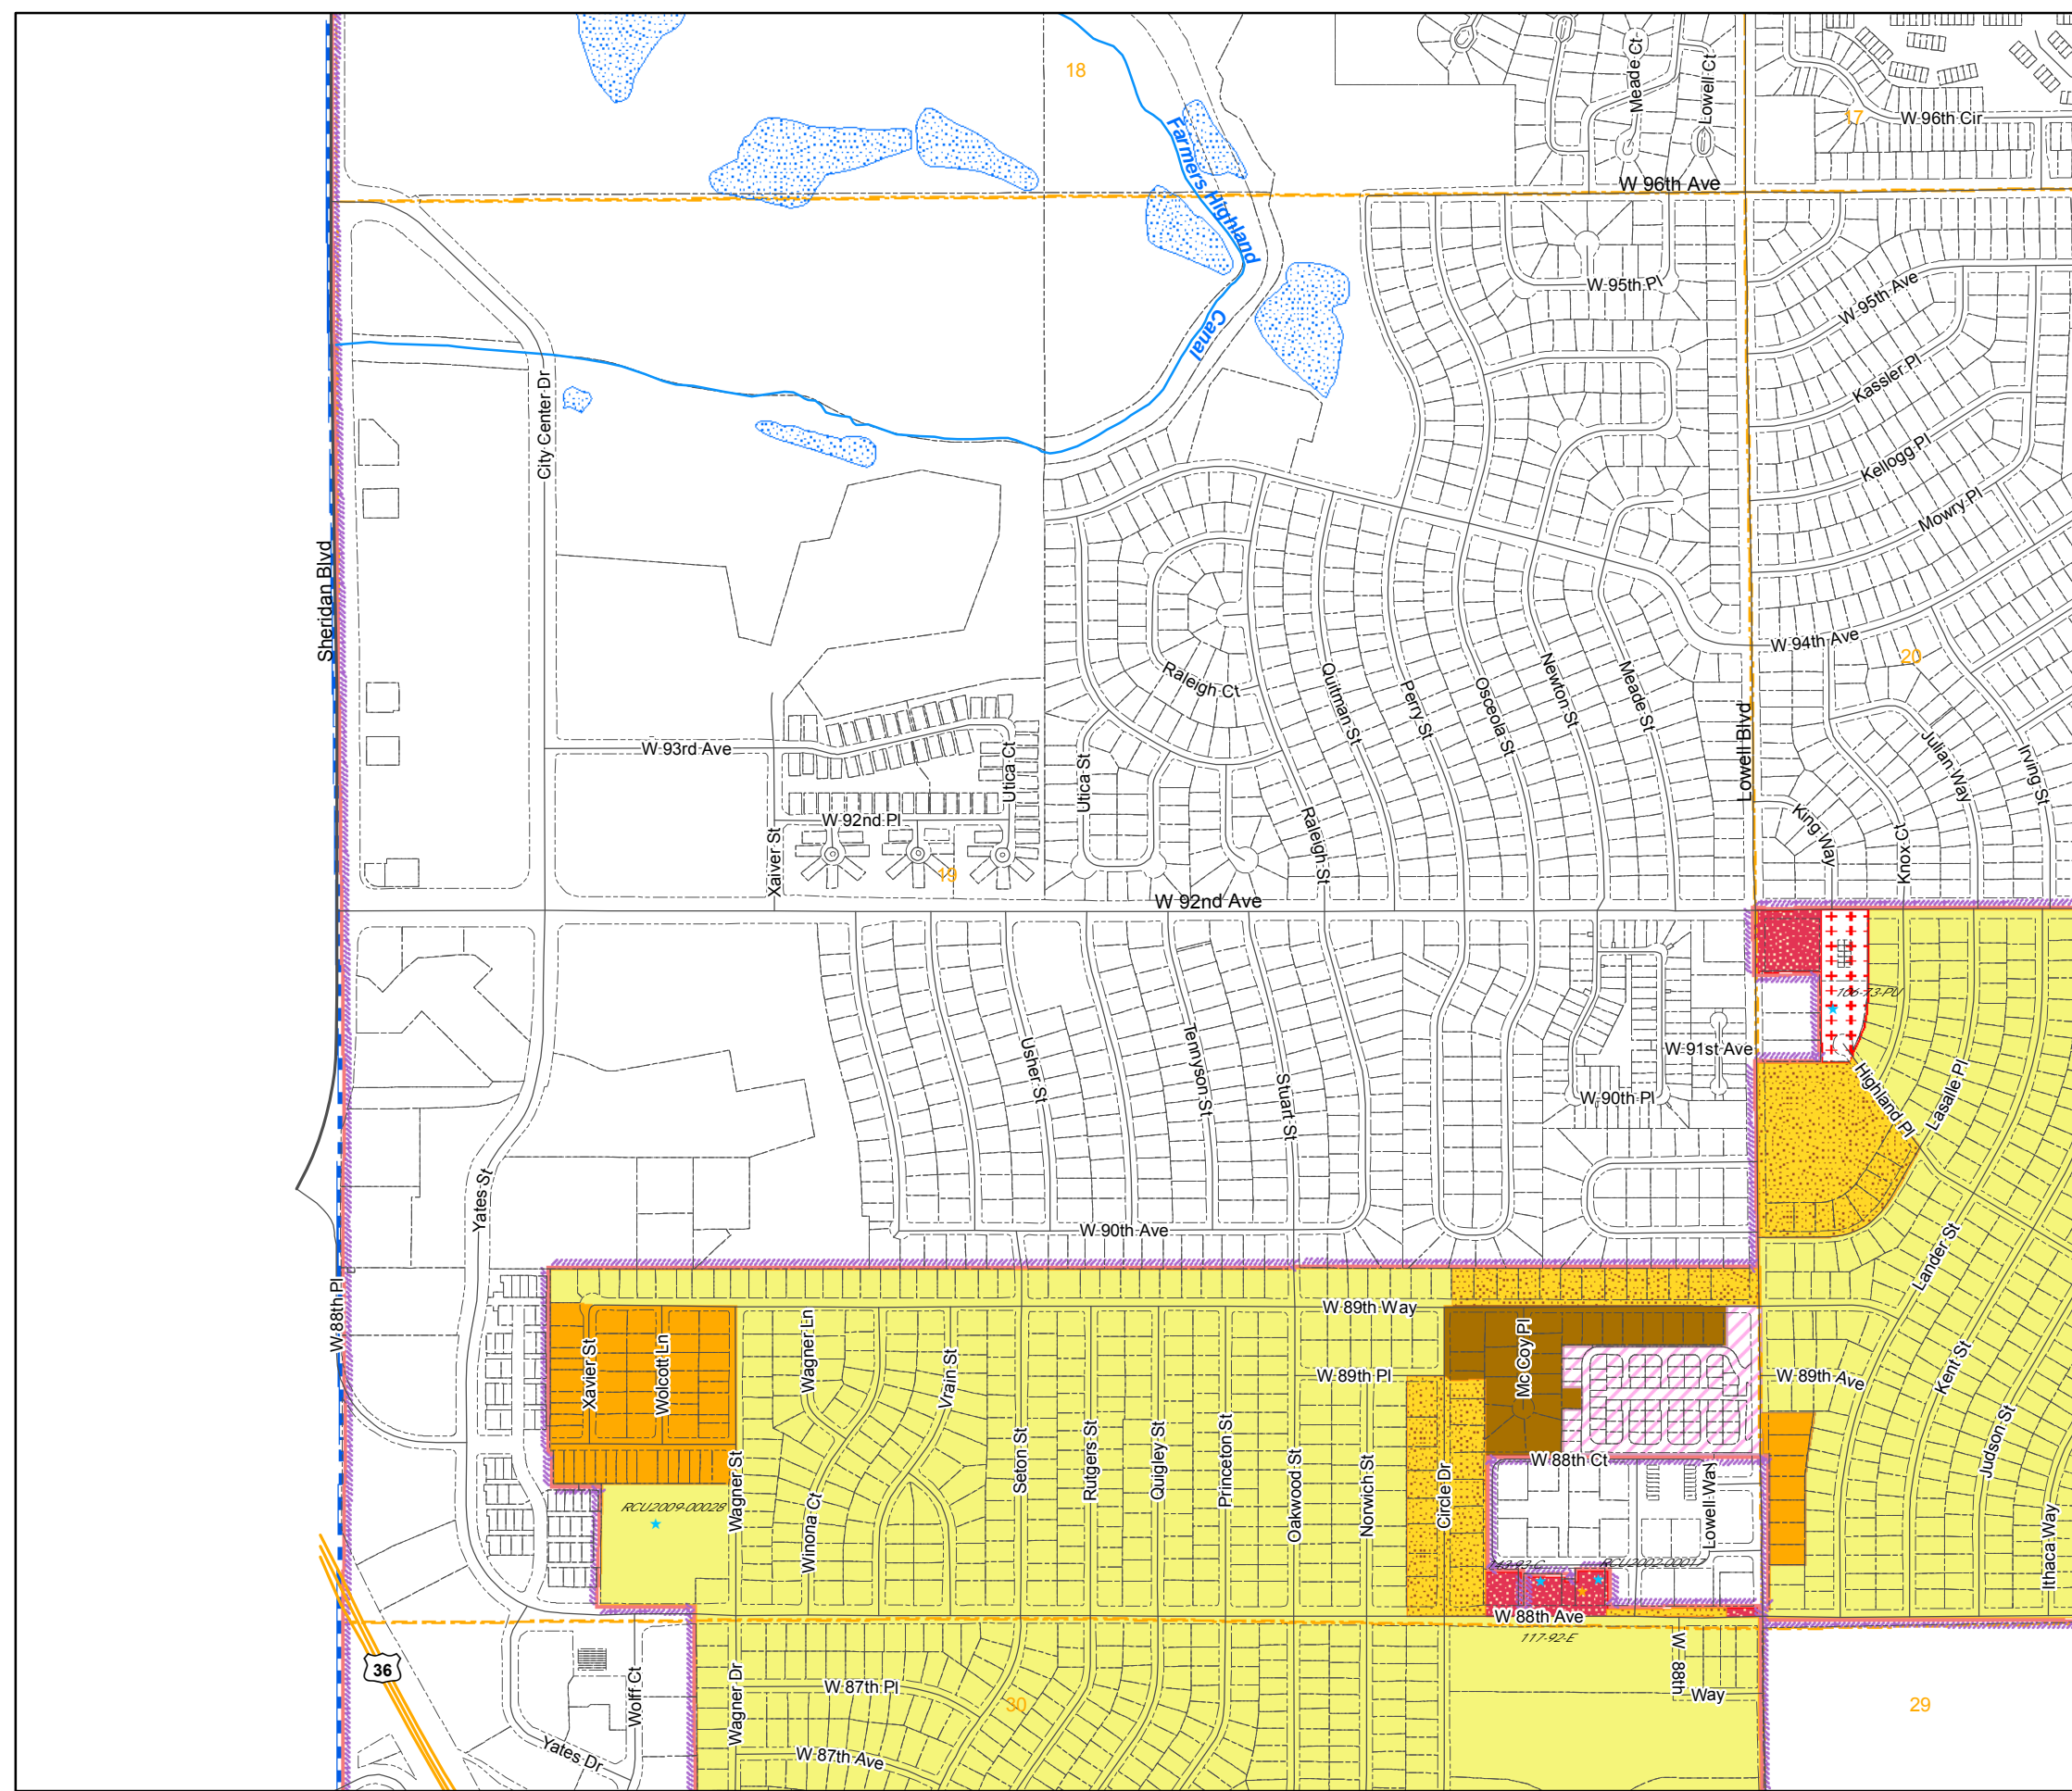 18
Meade Ct
Lowell Ct
17
W 96th Cir
Farmers Highland
Canal
W 96th Ave
W 95th Pl
W 95th Ave
Kassler Pl
Kellogg Pl
Mowry Pl
City Center Dr
Sheridan Blvd
W 94th Ave
20
Raleigh Ct
Quitman St
Perry St
Osceola St
Newton St
Meade St
Lowell Blvd
Julian Way
Irving St
W 93rd Ave
Utica Ct
Utica St
W 92nd Pl
Xaiver St
Raleigh St
King Way
Knox Ct
19
W 92nd Ave
106-73-PU
Usher St
Tennyson St
Stuart St
W 91st Ave
W 90th Pl
Highland Pl
Lasalle Pl
Yates St
W 90th Ave
Lander St
W 88th Pl
W 89th Way
Xavier St
Wolcott Ln
Wagner Ln
Vrain St
W 89th Pl
Mc Coy Pl
W 89th Ave
Kent St
Judson St
Seton St
Rutgers St
Quigley St
Princeton St
Oakwood St
Norwich St
Circle Dr
W 88th Ct
Lowell Way
RCU2009-00028
Wagner St
Winona Ct
Ithaca Way
RCU2002-00017
W 88th Ave
117-92-E
36
Wolff Ct
Wagner Dr
W 87th Pl
W 88th
Way
30
29
Yates Dr
W 87th Ave